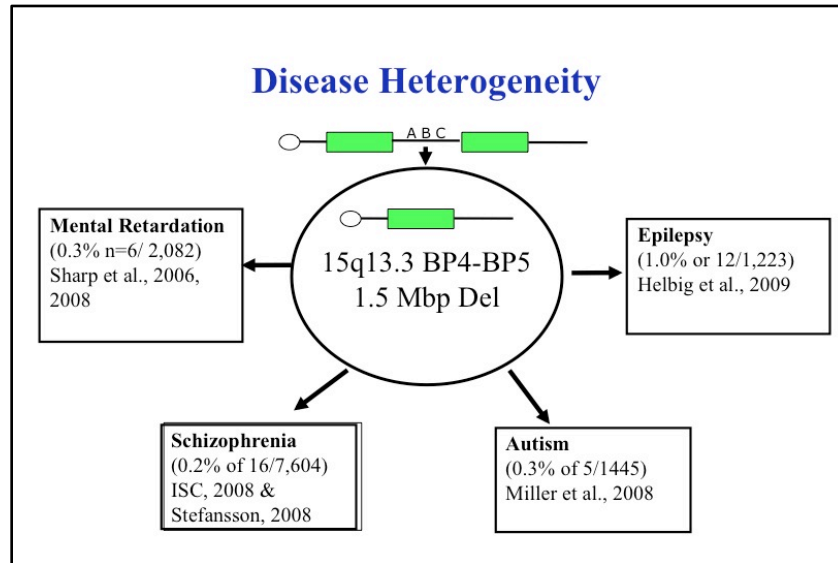 Disease Heterogeneity
A B C
Mental Retardation
(0.3% n=6/ 2,082)
Sharp et al., 2006,
2008
15q13.3 BP4-BP5
1.5 Mbp Del
Epilepsy
(1.0% or 12/1,223)
Helbig et al., 2009
Schizophrenia
(0.2% of 16/7,604)
ISC, 2008 &
Stefansson, 2008
Autism
(0.3% of 5/1445)
Miller et al., 2008